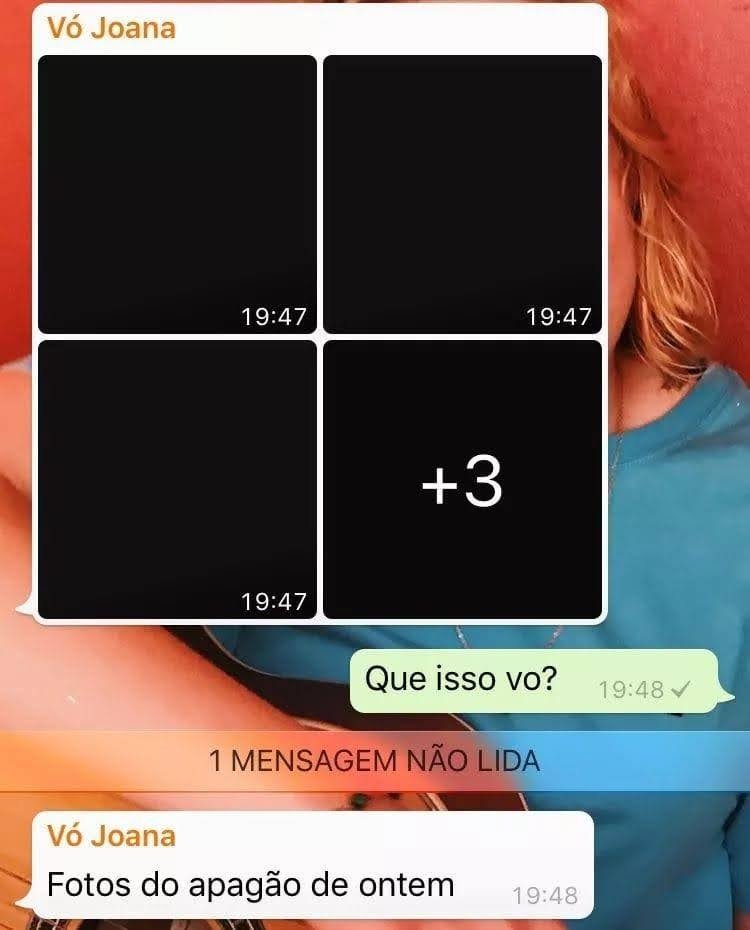 Vó Joana
19:47
19:47
19:47
+3
Que isso vo?
19:48
1 MENSAGEM NÃO LIDA
Vó Joana
Fotos do apagão de ontem
19:48